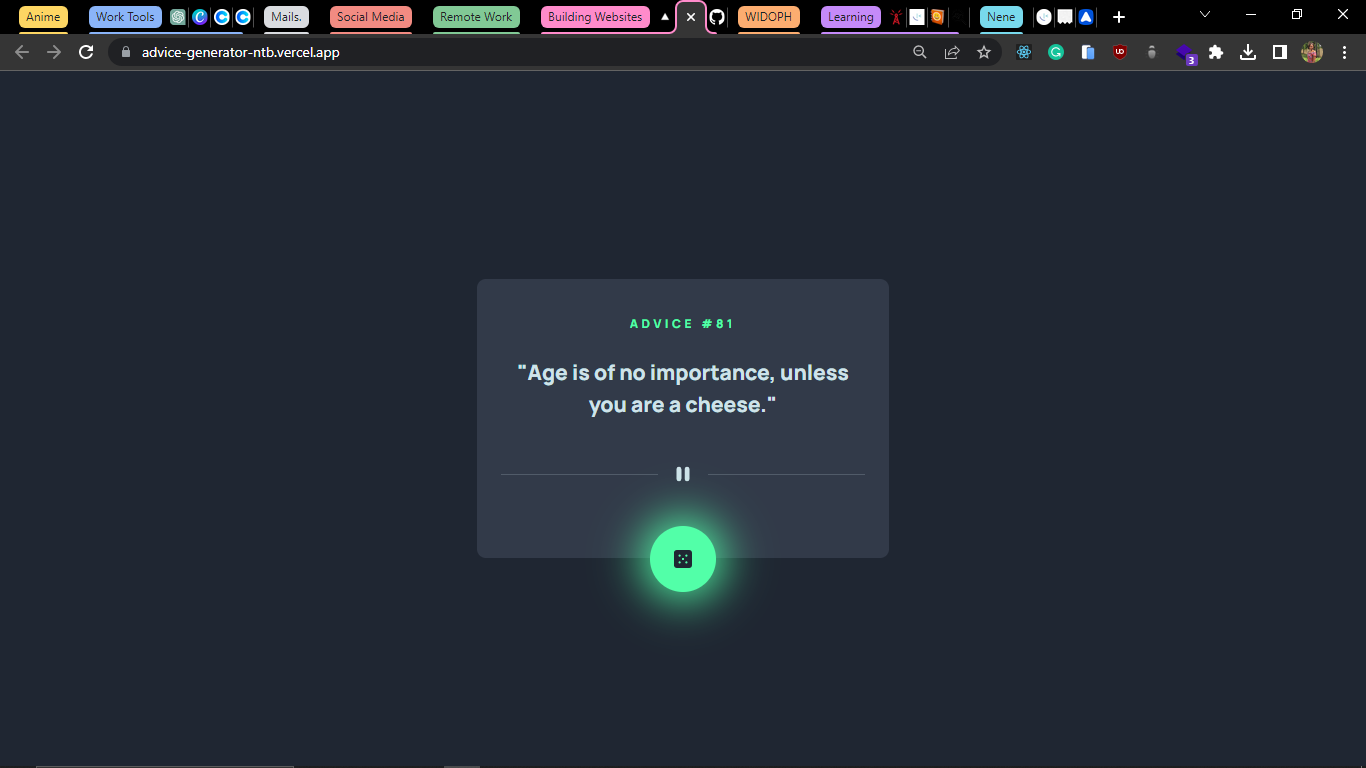 Anime
Work Tools
Mails.
Social Media
Remote Work
Building Websites
WIDOPH
Learning
Nene
advice-generator-ntb.vercel.app
3
ADVICE #81
"Age is of no importance, unless
you are a cheese."